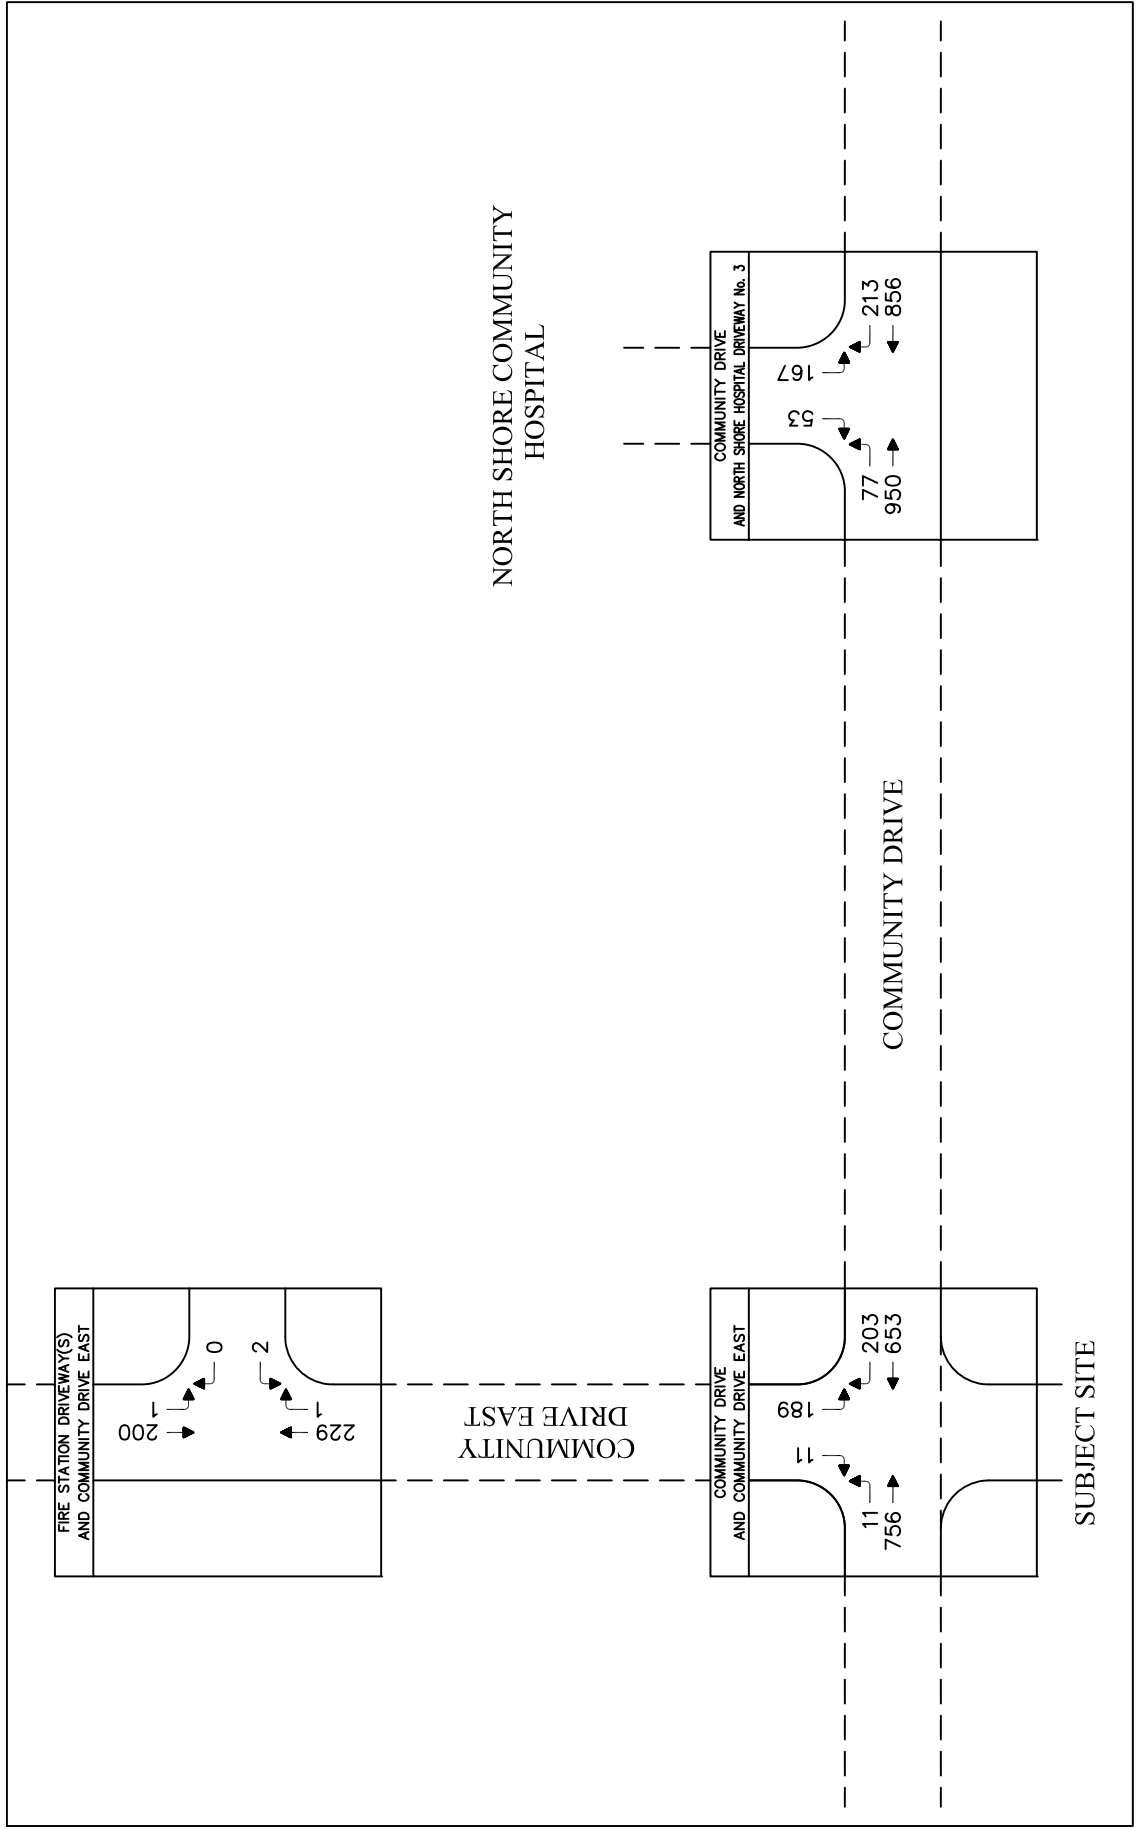 FIRE STATION DRIVEWAY(S)
AND COMMUNITY DRIVE EAST
200
1
0
2
1
229
COMMUNITY
DRIVE EAST
NORTH SHORE COMMUNITY
HOSPITAL
COMMUNITY DRIVE
AND COMMUNITY DRIVE EAST
11
189
203
653
11
756
COMMUNITY DRIVE
COMMUNITY DRIVE
AND NORTH SHORE HOSPITAL DRIVEWAY No. 3
53
167
213
856
77
950
SUBJECT SITE